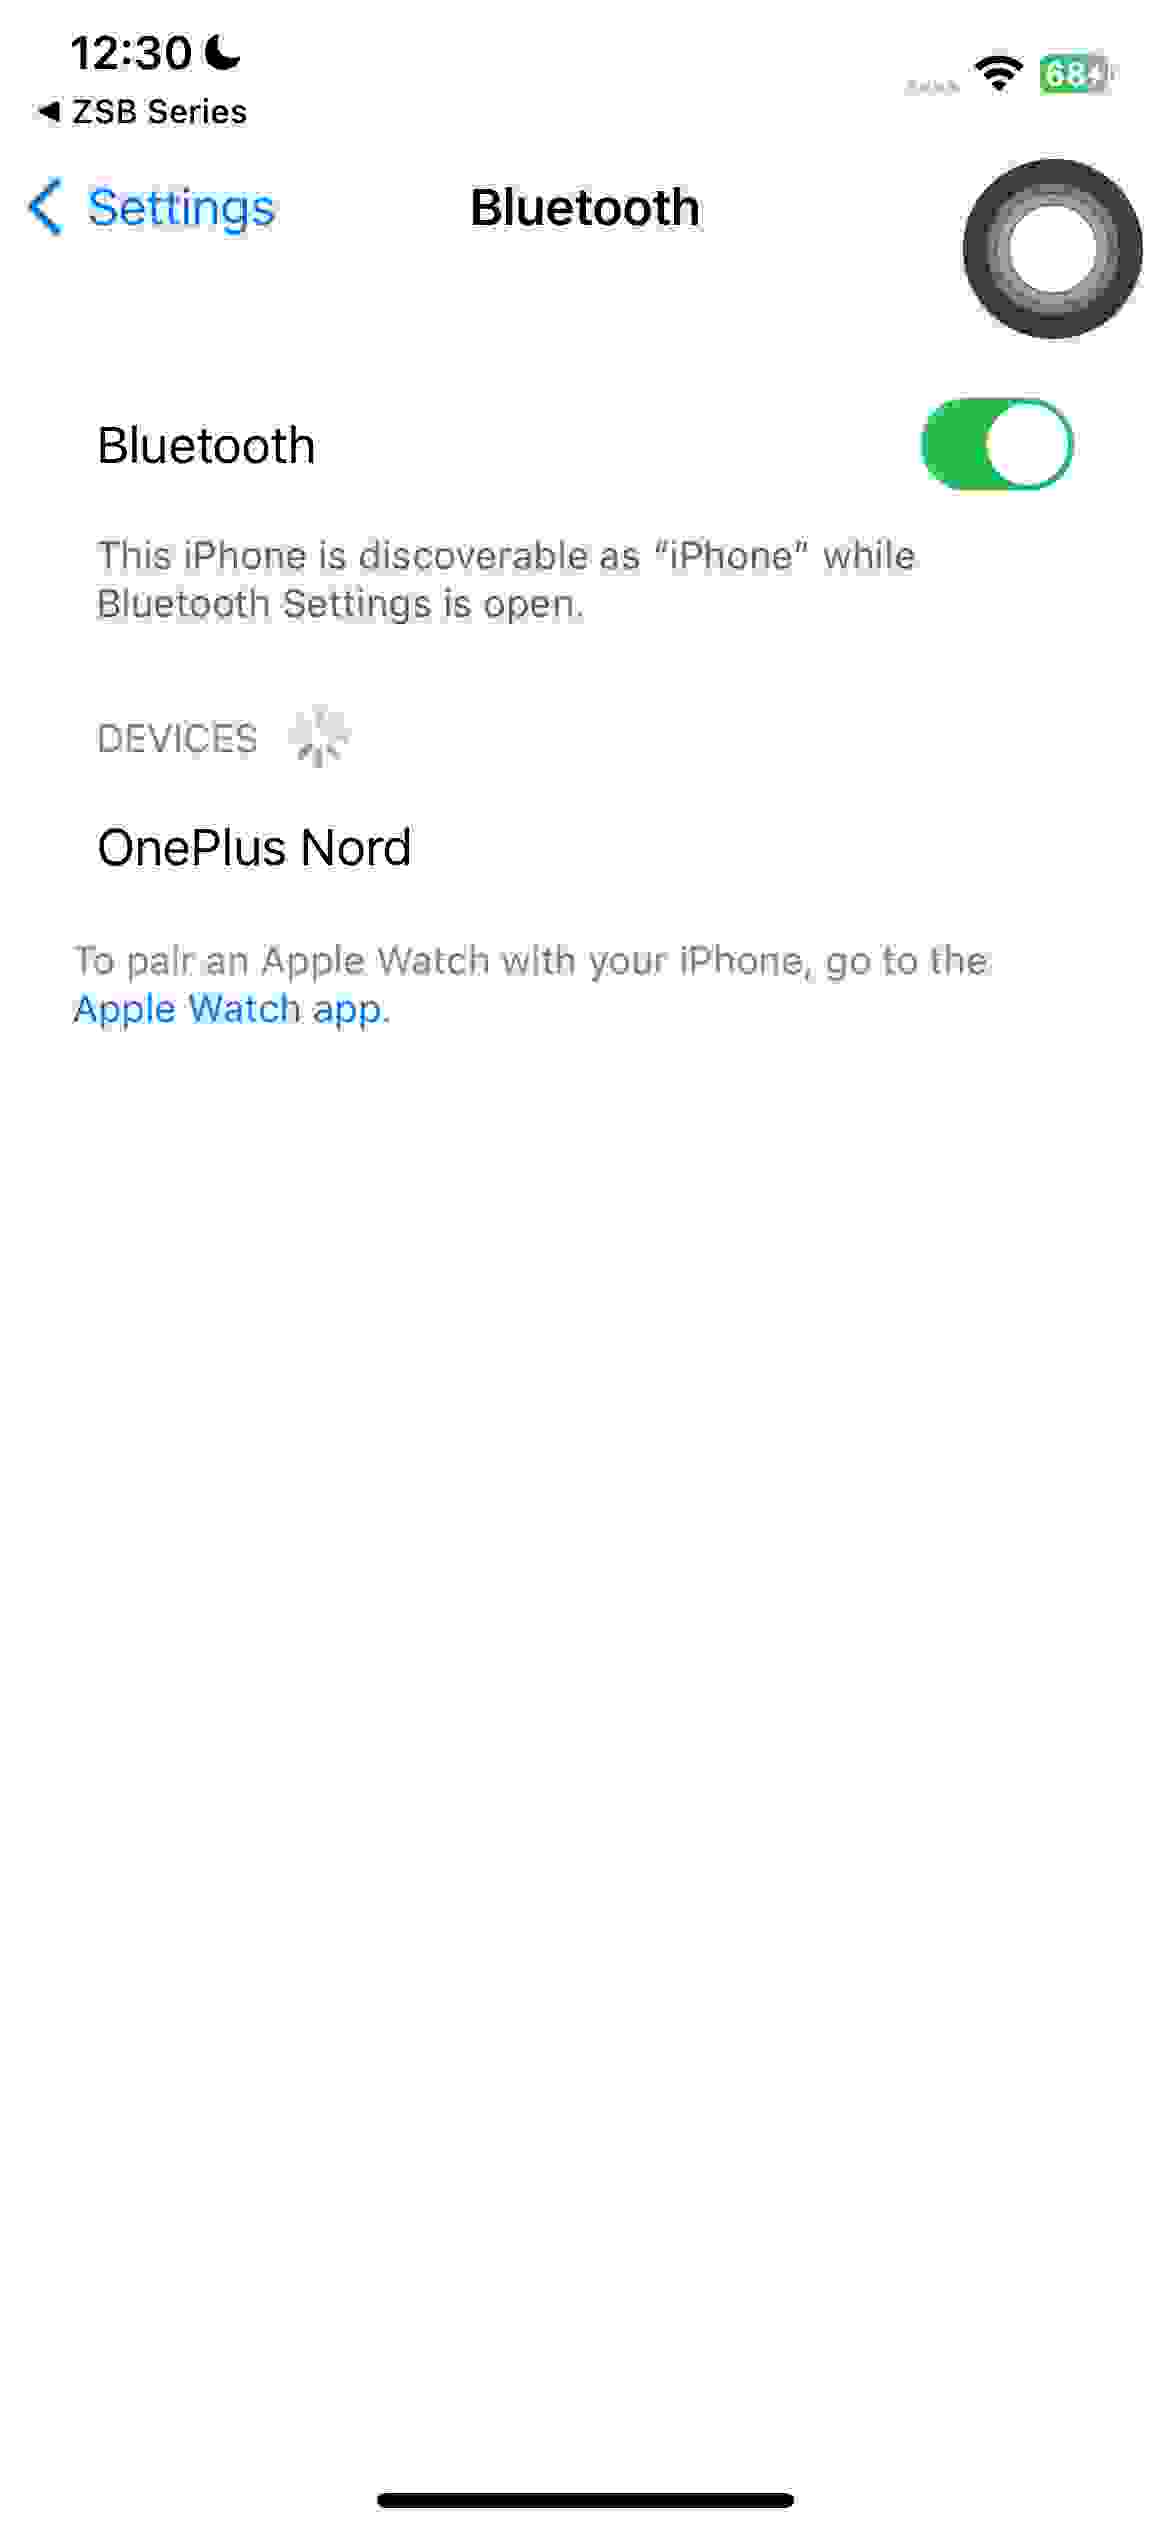 12:30
68
◀ ZSB Series
Settings
Bluetooth
Bluetooth
This iPhone is discoverable as “iPhone” while
Bluetooth Settings is open.
DEVICES
OnePlus Nord
To pair an Apple Watch with your iPhone, go to the
Apple Watch app.